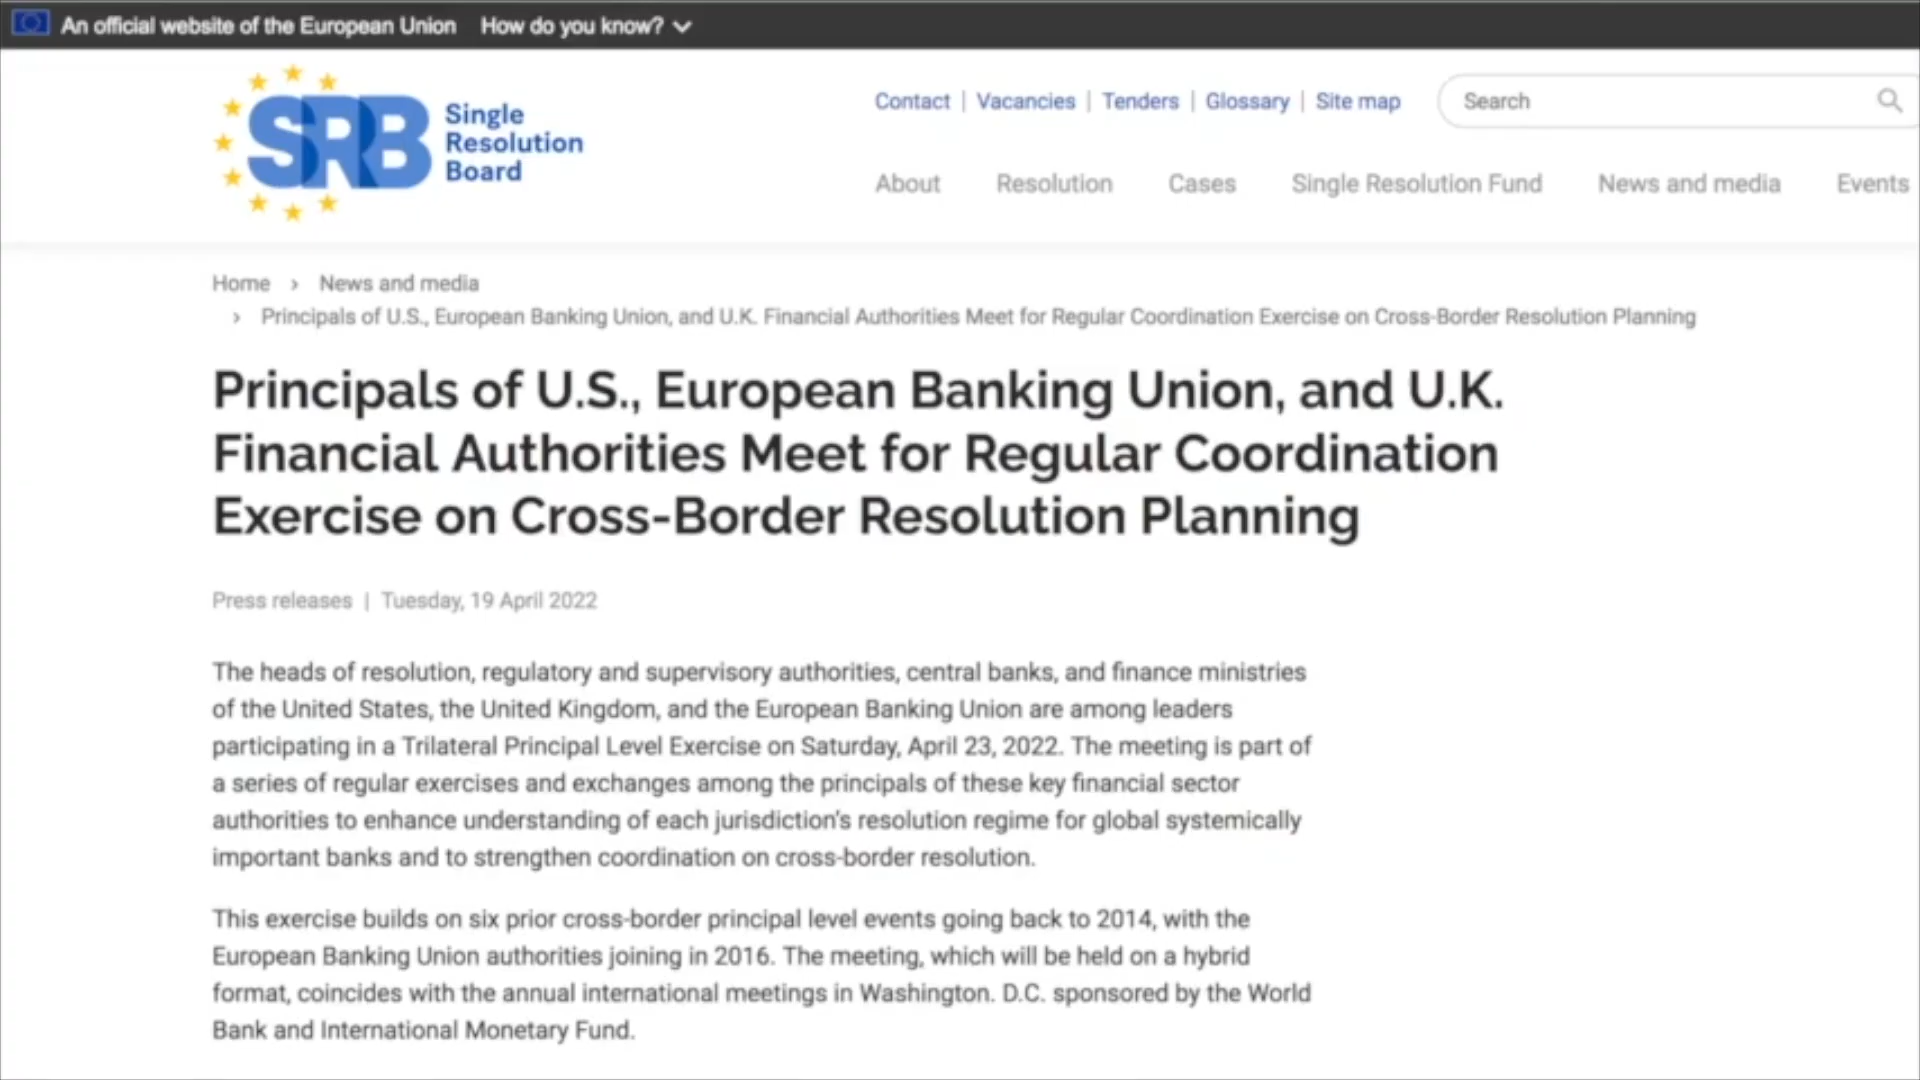 An official website of the European Union How do you know?
SRB
Single
Resolution
Board
Contact | Vacancies | Tenders | Glossary | Site map
Search
About Resolution Cases Single Resolution Fund News and media Events
Home › News and media
› Principals of U.S., European Banking Union, and U.K. Financial Authorities Meet for Regular Coordination Exercise on Cross-Border Resolution Planning
Principals of U.S., European Banking Union, and U.K.
Financial Authorities Meet for Regular Coordination
Exercise on Cross-Border Resolution Planning
Press releases | Tuesday, 19 April 2022
The heads of resolution, regulatory and supervisory authorities, central banks, and finance ministries
of the United States, the United Kingdom, and the European Banking Union are among leaders
participating in a Trilateral Principal Level Exercise on Saturday, April 23, 2022. The meeting is part of
a series of regular exercises and exchanges among the principals of these key financial sector
authorities to enhance understanding of each jurisdiction's resolution regime for global systemically
important banks and to strengthen coordination on cross-border resolution.
This exercise builds on six prior cross-border principal level events going back to 2014, with the
European Banking Union authorities joining in 2016. The meeting, which will be held on a hybrid
format, coincides with the annual international meetings in Washington. D.C. sponsored by the World
Bank and International Monetary Fund.